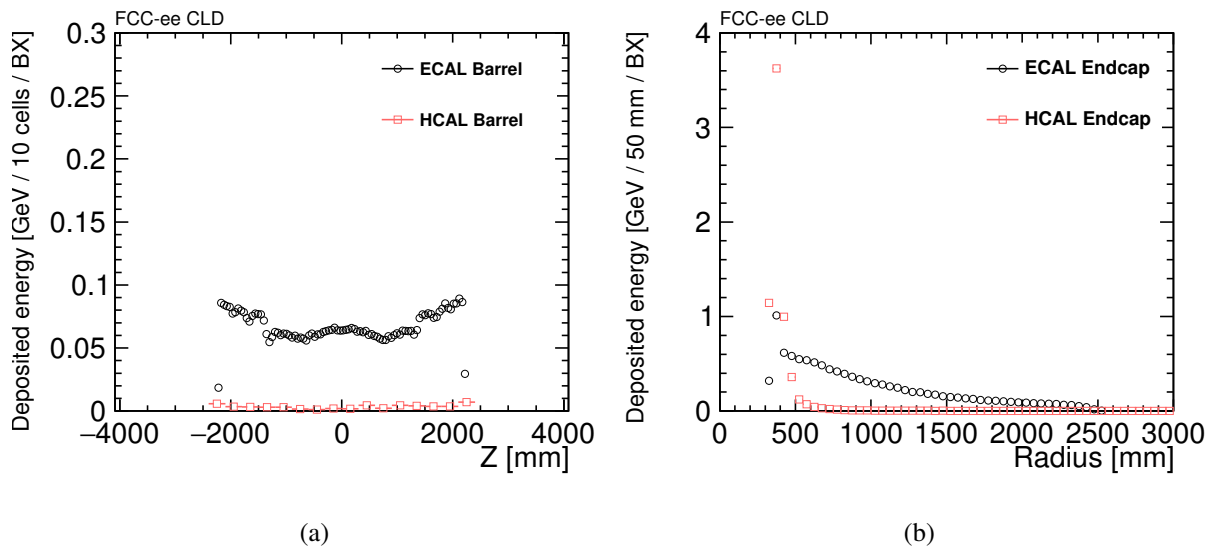 FCC-ee CLD
Deposited energy [GeV / 10 cells / BX]
0.3
0.25
0.2
0.15
0.1
0.05
0
ECAL Barrel
HCAL Barrel
−4000 −2000 0 2000 4000
Z [mm]
(a)
FCC-ee CLD
Deposited energy [GeV / 50 mm / BX]
4
3
2
1
0
ECAL Endcap
HCAL Endcap
0 500 1000 1500 2000 2500 3000
Radius [mm]
(b)